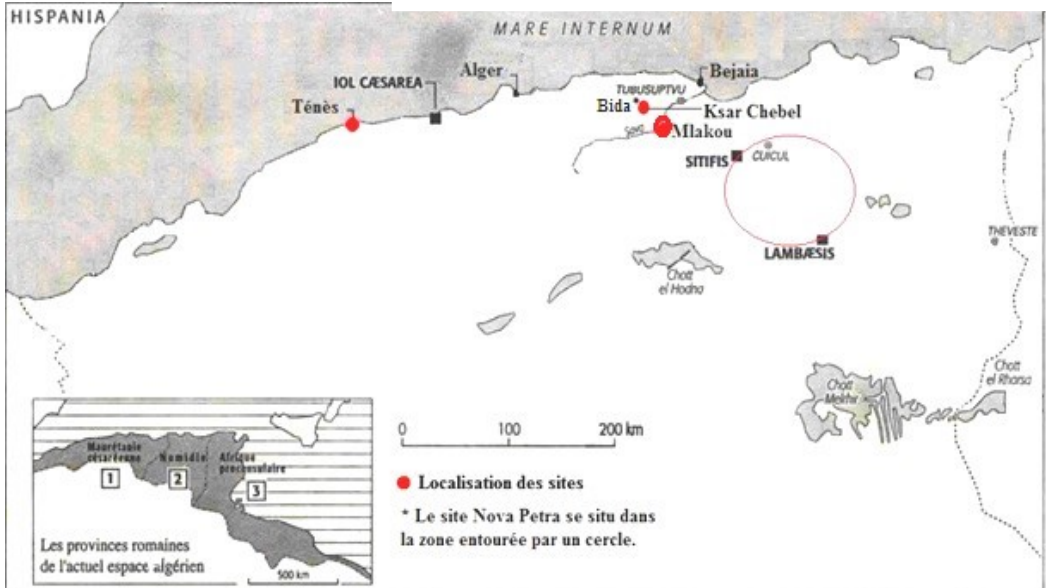 HISPANIA
MARE INTERNUM
IOL CÆSAREA
Alger
Bejaia
TUBUSUPTVU
Ténès
Bida
Ksar Chebel
Mlakou
SITIFIS
CUICUL
THEVESTE
LAMBÆSIS
Chott
el Hodna
Chott
el Rharsa
Chott
Melrhir
0 100 200 km
Localisation des sites
* Le site Nova Petra se situ dans
la zone entourée par un cercle.
Maurétanie
césaréenne
Numidie
Afrique
proconsulaire
1
2
3
Les provinces romaines
de l'actuel espace algérien
500 km